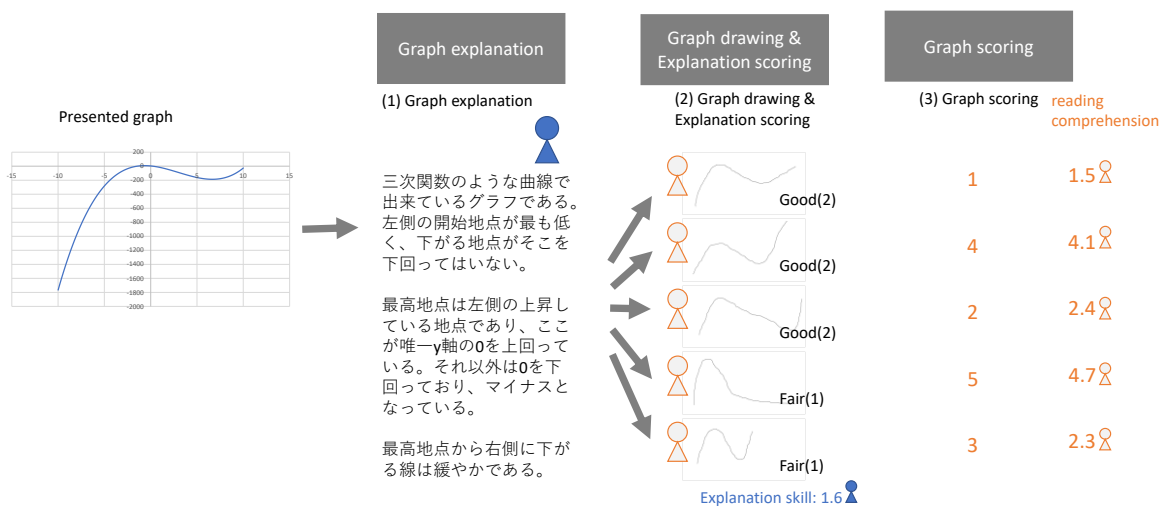 Graph explanation
Graph drawing &
Explanation scoring
Graph scoring
Presented graph
200
0
-200
-400
-600
-800
-1000
-1200
-1400
-1600
-1800
-2000
-15
-10
-5
0
5
10
15
(1) Graph explanation
三次関数のような曲線で
出来ているグラフである。
左側の開始地点が最も低
く、下がる地点がそこを
下回ってはいない。
最高地点は左側の上昇し
ている地点であり、ここ
が唯一y軸の0を上回って
いる。それ以外は0を下
回っており、マイナスと
なっている。
最高地点から右側に下が
る線は緩やかである。
(2) Graph drawing &
Explanation scoring
Good(2)
Good(2)
Good(2)
Fair(1)
Fair(1)
Explanation skill: 1.6
(3) Graph scoring
1
4
2
5
3
reading
comprehension
1.5
4.1
2.4
4.7
2.3